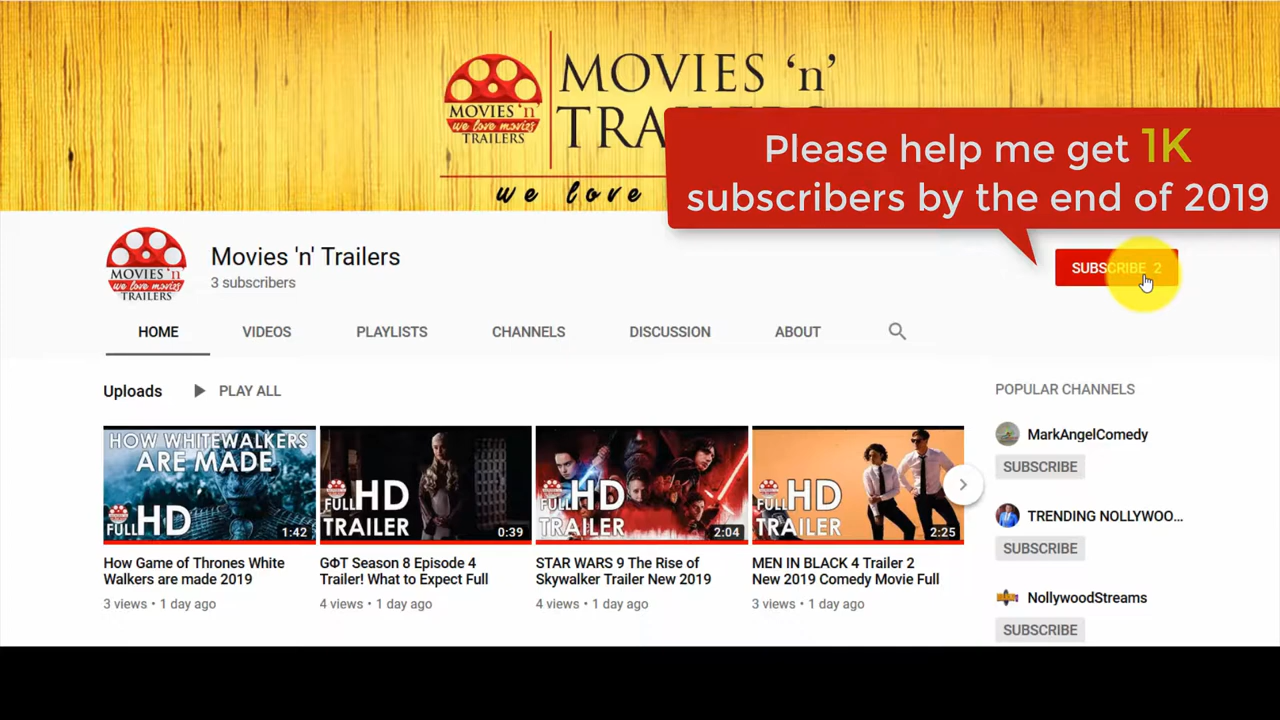 MOVIES 'n'
TRA
we love
MOVIES 'n'
we love movizs
TRAILERS
Please help me get 1K
subscribers by the end of 2019
MOVIES 'n'
we love movizs
TRAILERS
Movies 'n' Trailers
3 subscribers
SUBSCRIBE 2
HOME
VIDEOS
PLAYLISTS
CHANNELS
DISCUSSION
ABOUT
Uploads
PLAY ALL
HOW WHITEWALKERS
ARE MADE
FULL HD
1:42
How Game of Thrones White
Walkers are made 2019
3 views • 1 day ago
FULL HD
TRAILER
0:39
GФT Season 8 Episode 4
Trailer! What to Expect Full
4 views • 1 day ago
FULL HD
TRAILER
2:04
STAR WARS 9 The Rise of
Skywalker Trailer New 2019
4 views • 1 day ago
FULL HD
TRAILER
2:25
MEN IN BLACK 4 Trailer 2
New 2019 Comedy Movie Full
3 views • 1 day ago
POPULAR CHANNELS
MarkAngelComedy
SUBSCRIBE
TRENDING NOLLYWOO...
SUBSCRIBE
NollywoodStreams
SUBSCRIBE